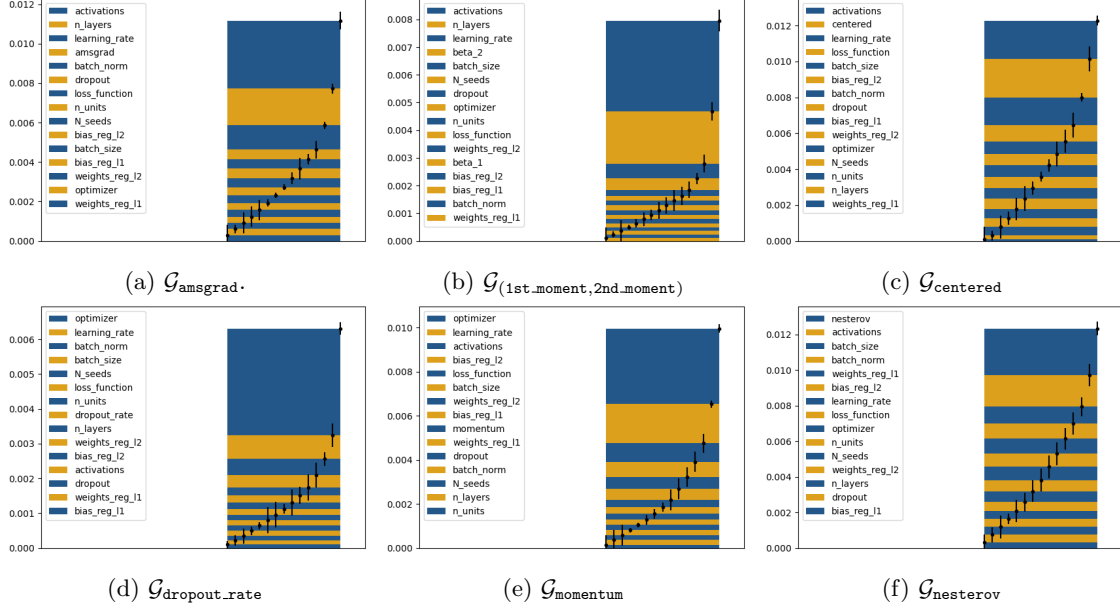 0.012
0.010
0.008
0.006
0.004
0.002
0.000
activations
n_layers
learning_rate
amsgrad
batch_norm
dropout
loss_function
n_units
N_seeds
bias_reg_l2
batch_size
bias_reg_l1
weights_reg_l2
optimizer
weights_reg_l1
(a) 𝒢amsgrad.
0.008
0.007
0.006
0.005
0.004
0.003
0.002
0.001
0.000
activations
learning_rate
beta_2
batch_size
N_seeds
dropout
optimizer
n_units
weights_reg_l2
loss_function
beta_1
bias_reg_l2
bias_reg_l1
batch_norm
weights_reg_l1
(b) 𝒢(1st_moment,2nd_moment)
0.012
0.010
0.008
0.006
0.004
0.002
0.000
activations
centered
learning_rate
loss_function
batch_size
bias_reg_l2
batch_norm
dropout
bias_reg_l1
weights_reg_l2
optimizer
N_seeds
n_units
n_layers
weights_reg_l1
(c) 𝒢centered
0.006
0.005
0.004
0.003
0.002
0.001
0.000
optimizer
learning_rate
batch_norm
batch_size
N_seeds
loss_function
n_units
dropout_rate
n_layers
weights_reg_l2
bias_reg_l2
activations
dropout
weights_reg_l1
bias_reg_l1
(d) 𝒢dropout_rate
0.010
0.008
0.006
0.004
0.002
0.000
optimizer
learning_rate
activations
bias_reg_l2
loss_function
batch_size
weights_reg_l2
bias_reg_l1
momentum
weights_reg_l1
dropout
batch_norm
N_seeds
n_layers
n_units
(e) 𝒢momentum
0.012
0.010
0.008
0.006
0.004
0.002
0.000
nesterov
activations
batch_size
batch_norm
weights_reg_l1
bias_reg_l2
learning_rate
loss_function
optimizer
n_units
N_seeds
weights_reg_l2
n_layers
dropout
bias_reg_l1
(f) 𝒢nesterov